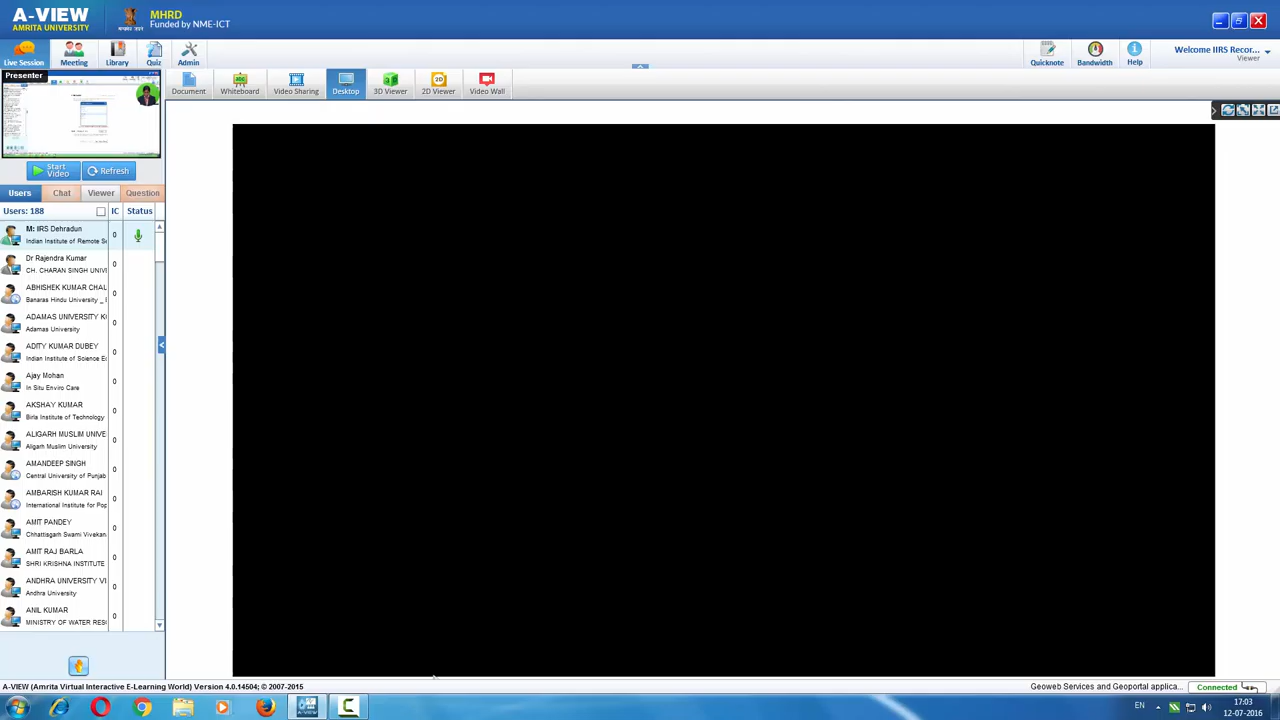 A-VIEW
AMRITA UNIVERSITY
MHRD
Funded by NME-ICT
Live Session
Meeting
Library
Quiz
Admin
Quicknote
Bandwidth
Help
Welcome IIRS Recor...
Viewer
Presenter
Document
Whiteboard
Video Sharing
Desktop
3D Viewer
2D Viewer
Video Wall
Start Video
Refresh
Users
Chat
Viewer
Question
Users: 188
IC
Status
M: IIRS Dehradun
0
Indian Institute of Remote S
Dr Rajendra Kumar
0
CH. CHARAN SINGH UNIV
ABHISHEK KUMAR CHAU
0
Banaras Hindu University _
ADAMAS UNIVERSITY K
0
Adamas University
ADITY KUMAR DUBEY
0
Indian Institute of Science E
Ajay Mohan
0
In Situ Enviro Care
AKSHAY KUMAR
0
Birla Institute of Technology
ALIGARH MUSLIM UNIVE
0
Aligarh Muslim University
AMANDEEP SINGH
0
Central University of Punjab
AMBARISH KUMAR RAI
0
International Institute for Pop
AMIT PANDEY
0
Chhattisgarh Swami Vivekan
AMIT RAJ BARLA
0
SHRI KRISHNA INSTITUTE
ANDHRA UNIVERSITY VI
0
Andhra University
ANIL KUMAR
0
MINISTRY OF WATER RES
A-VIEW (Amrita Virtual Interactive E-Learning World) Version 4.0.14504; © 2007-2015
Geoweb Services and Geoportal applica...
Connected
EN
17:03
12-07-2016